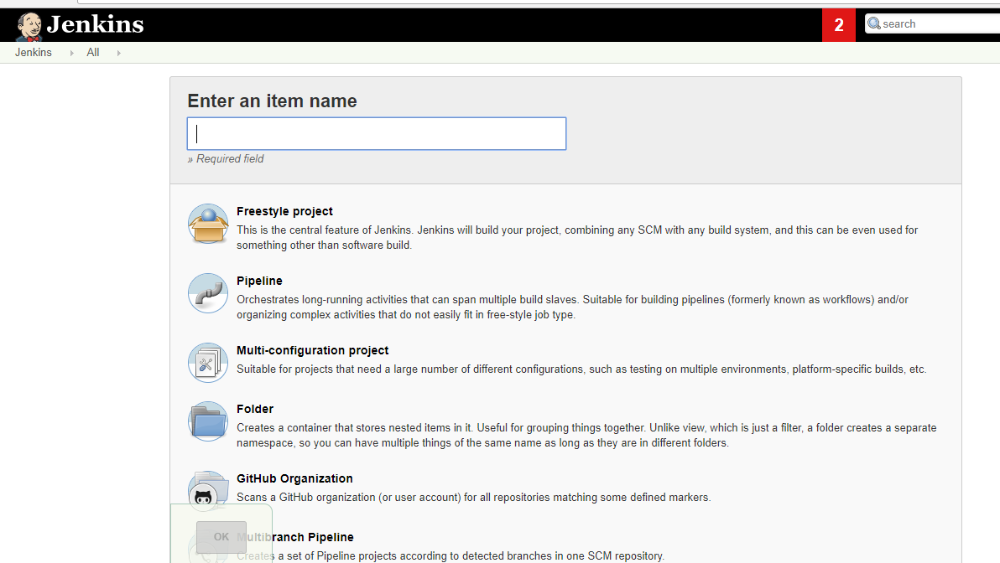 Jenkins
2
search
Jenkins
All
Enter an item name
» Required field
Freestyle project
This is the central feature of Jenkins. Jenkins will build your project, combining any SCM with any build system, and this can be even used for
something other than software build.
Pipeline
Orchestrates long-running activities that can span multiple build slaves. Suitable for building pipelines (formerly known as workflows) and/or
organizing complex activities that do not easily fit in free-style job type.
Multi-configuration project
Suitable for projects that need a large number of different configurations, such as testing on multiple environments, platform-specific builds, etc.
Folder
Creates a container that stores nested items in it. Useful for grouping things together. Unlike view, which is just a filter, a folder creates a separate
namespace, so you can have multiple things of the same name as long as they are in different folders.
GitHub Organization
Scans a GitHub organization (or user account) for all repositories matching some defined markers.
OK
Multibranch Pipeline
Creates a set of Pipeline projects according to detected branches in one SCM repository.